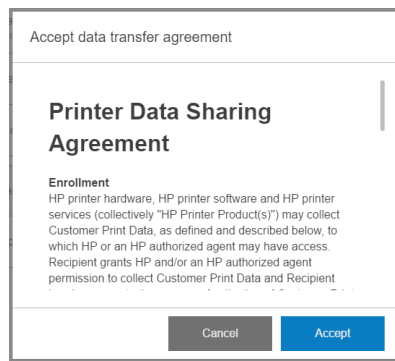 Accept data transfer agreement
Printer Data Sharing
Agreement
Enrollment
HP printer hardware, HP printer software and HP printer
services (collectively "HP Printer Product(s)") may collect
Customer Print Data, as defined and described below, to
which HP or an HP authorized agent may have access.
Recipient grants HP and/or an HP authorized agent
permission to collect Customer Print Data and Recipient
Cancel
Accept